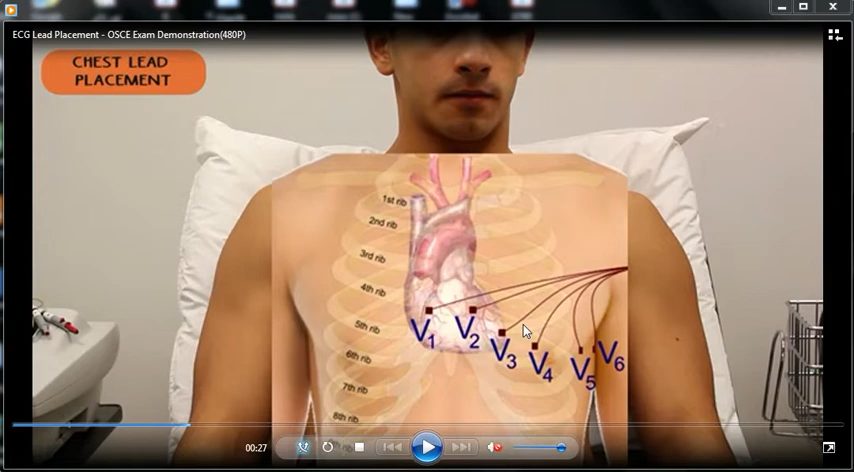 ECG Lead Placement - OSCE Exam Demonstration(480P)
CHEST LEAD
PLACEMENT
1st rib
2nd rib
3rd rib
4th rib
5th rib
6th rib
7th rib
8th rib
V1
V2
V3
V4
V5
V6
00:27